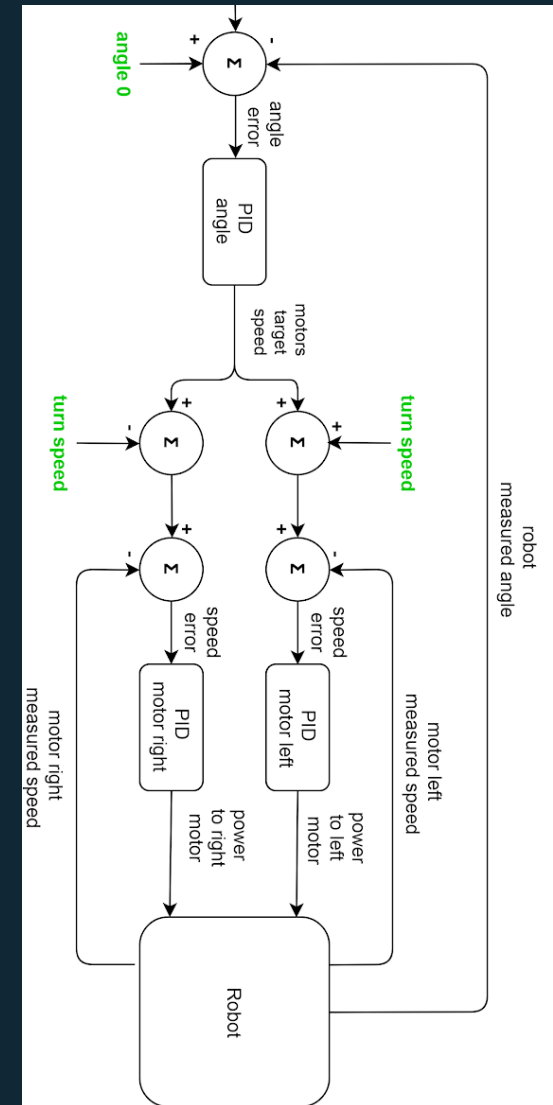 angle 0
+
-
Σ
angle
error
PID
angle
motors
target
speed
robot
measured angle
turn speed
+
+
Σ
+
-
Σ
speed
error
PID
motor left
power
to left
motor
motor left
measured speed
turn speed
+
-
Σ
+
-
Σ
speed
error
PID
motor right
power
to right
motor
motor right
measured speed
Robot